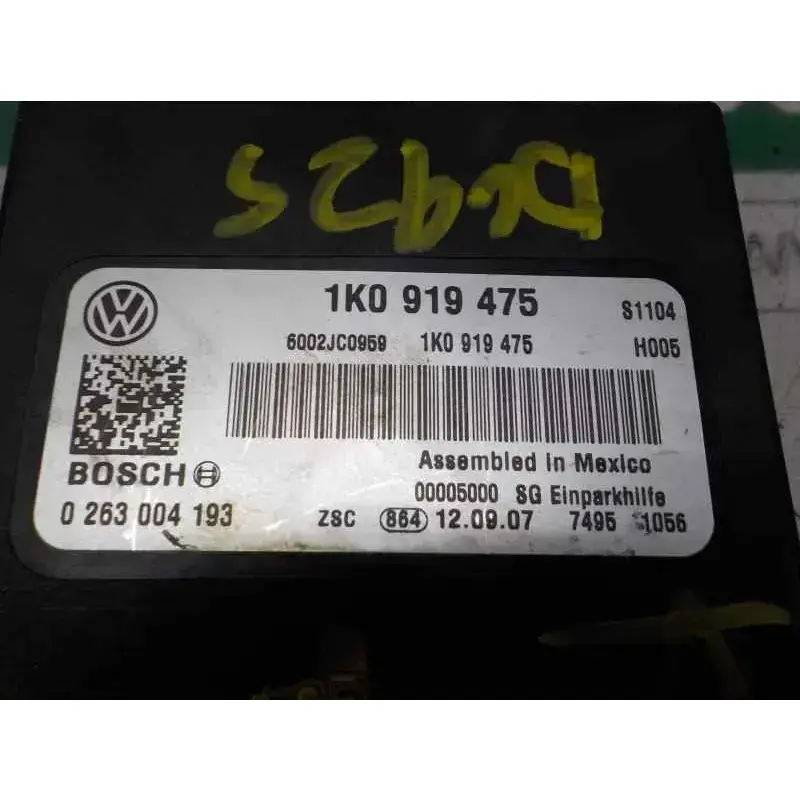 1K0 919 475 S1104
6002JC0959 1K0 919 475 H005
BOSCH
Assembled in Mexico
00005000 SG Einparkhilfe
0 263 004 193 ZSC 864 12.09.07 7495 1056